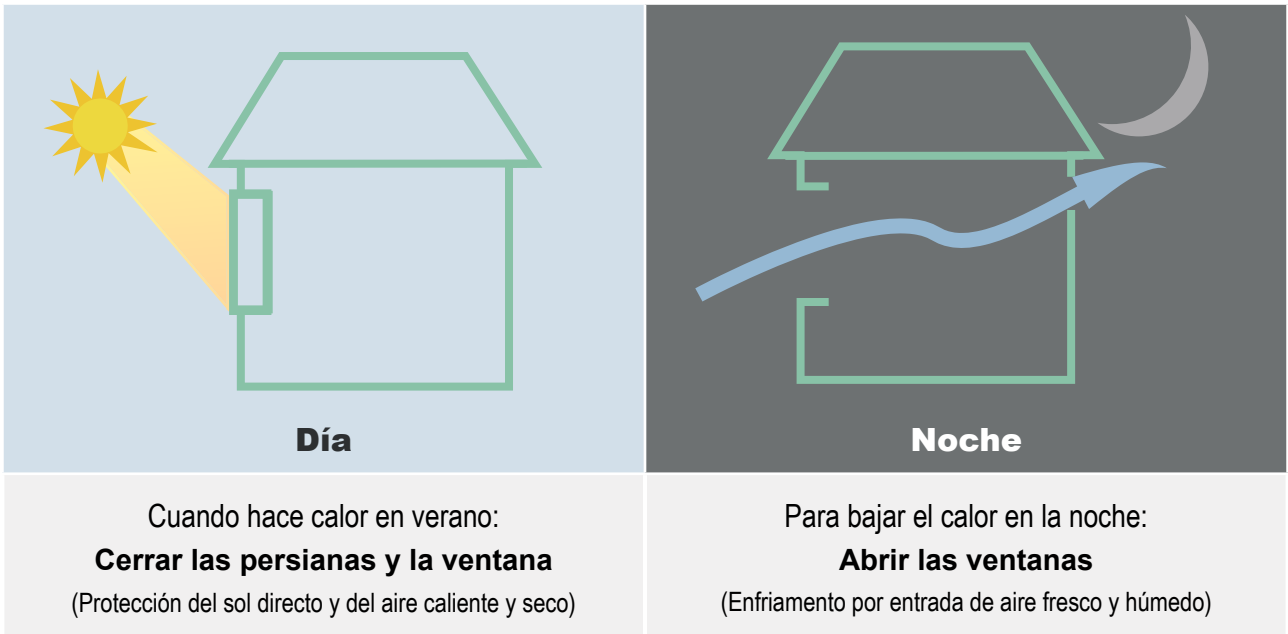 Día
Cuando hace calor en verano:
Cerrar las persianas y la ventana
(Protección del sol directo y del aire caliente y seco)
Noche
Para bajar el calor en la noche:
Abrir las ventanas
(Enfriamento por entrada de aire fresco y húmedo)